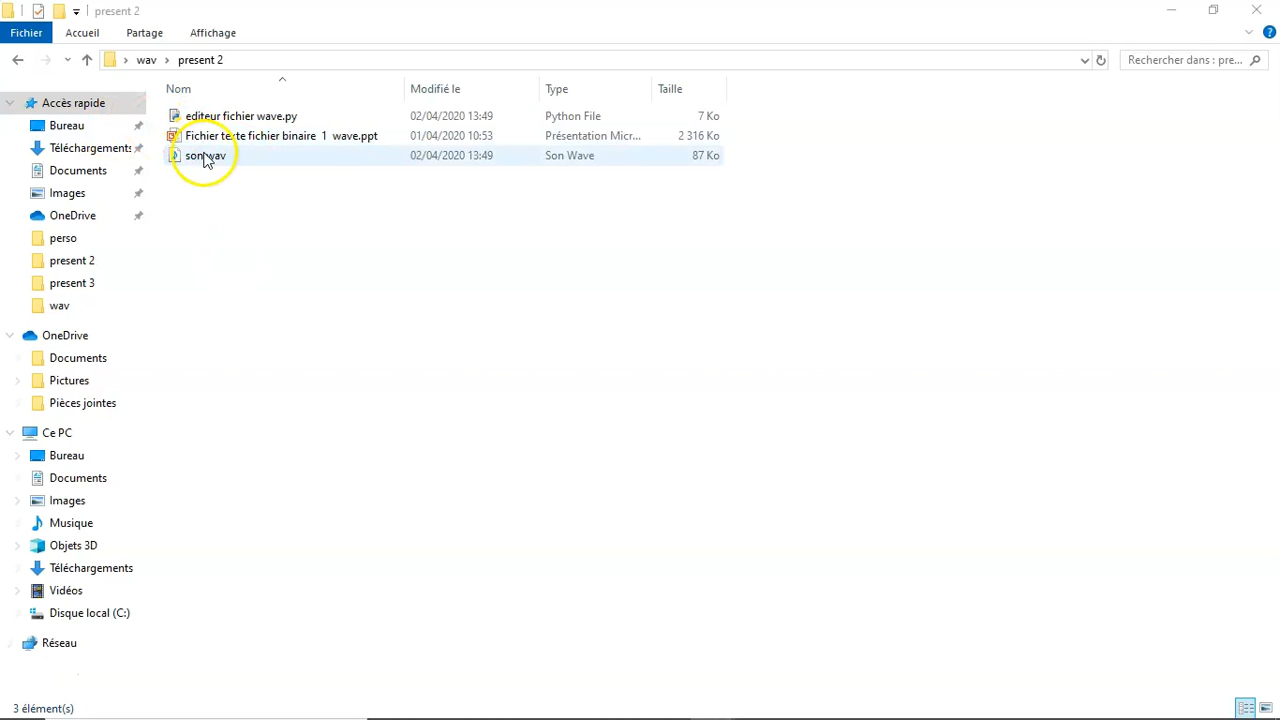 present 2
Fichier Accueil Partage Affichage
wav present 2 Rechercher dans : pre...
Nom Modifié le Type Taille
Accès rapide
editeur fichier wave.py 02/04/2020 13:49 Python File 7 Ko
Bureau
Fichier texte fichier binaire 1 wave.ppt 01/04/2020 10:53 Présentation Micr... 2 316 Ko
Téléchargements
son.wav 02/04/2020 13:49 Son Wave 87 Ko
Documents
Images
OneDrive
perso
present 2
present 3
wav
OneDrive
Documents
Pictures
Pièces jointes
Ce PC
Bureau
Documents
Images
Musique
Objets 3D
Téléchargements
Vidéos
Disque local (C:)
Réseau
3 élément(s)